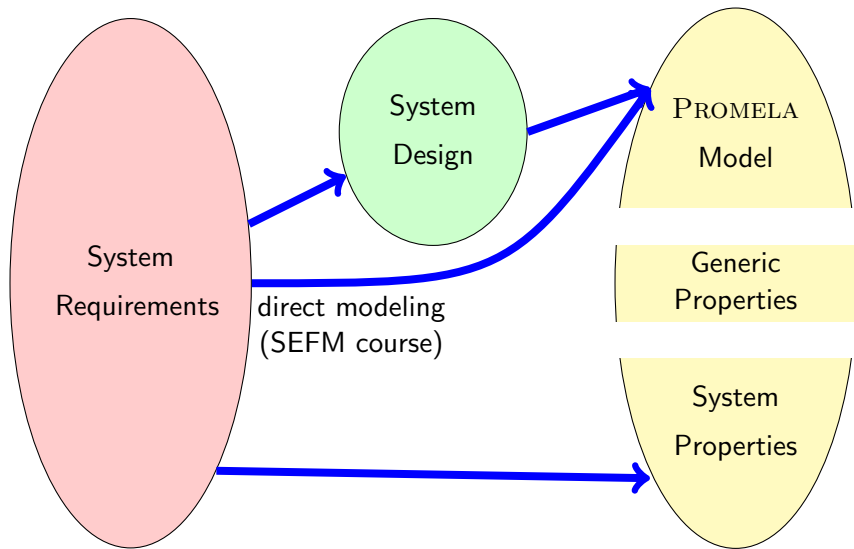 System
Requirements
System
Design
direct modeling
(SEFM course)
PROMELA
Model
Generic
Properties
System
Properties